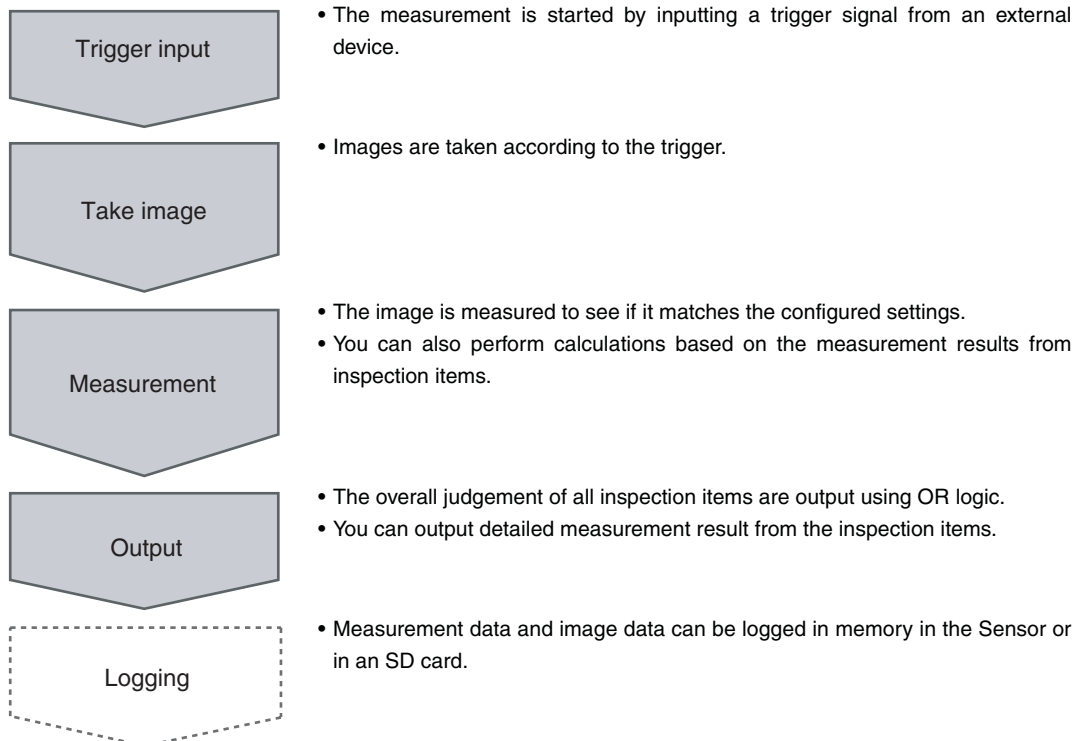 Trigger input
• The measurement is started by inputting a trigger signal from an external
device.
Take image
• Images are taken according to the trigger.
Measurement
• The image is measured to see if it matches the configured settings.
• You can also perform calculations based on the measurement results from
inspection items.
Output
• The overall judgement of all inspection items are output using OR logic.
• You can output detailed measurement result from the inspection items.
Logging
• Measurement data and image data can be logged in memory in the Sensor or
in an SD card.